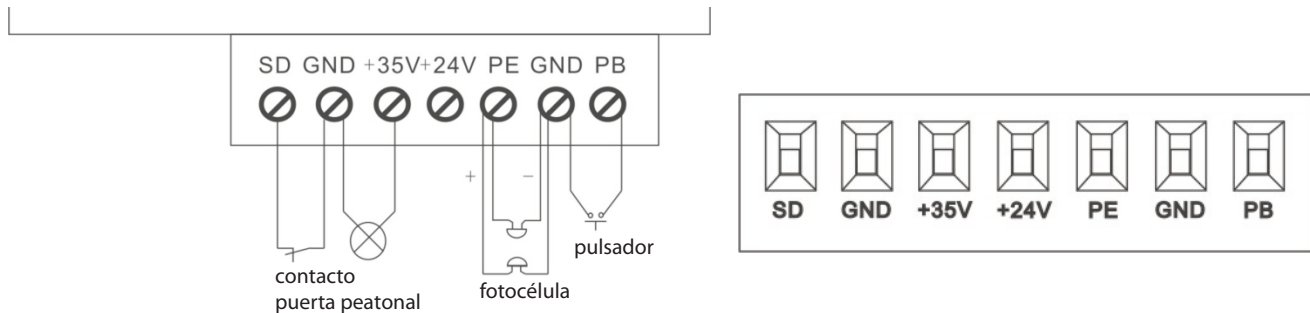 SD GND +35V +24V PE GND PB
+ −
pulsador
contacto
puerta peatonal
fotocélula
SD GND +35V +24V PE GND PB